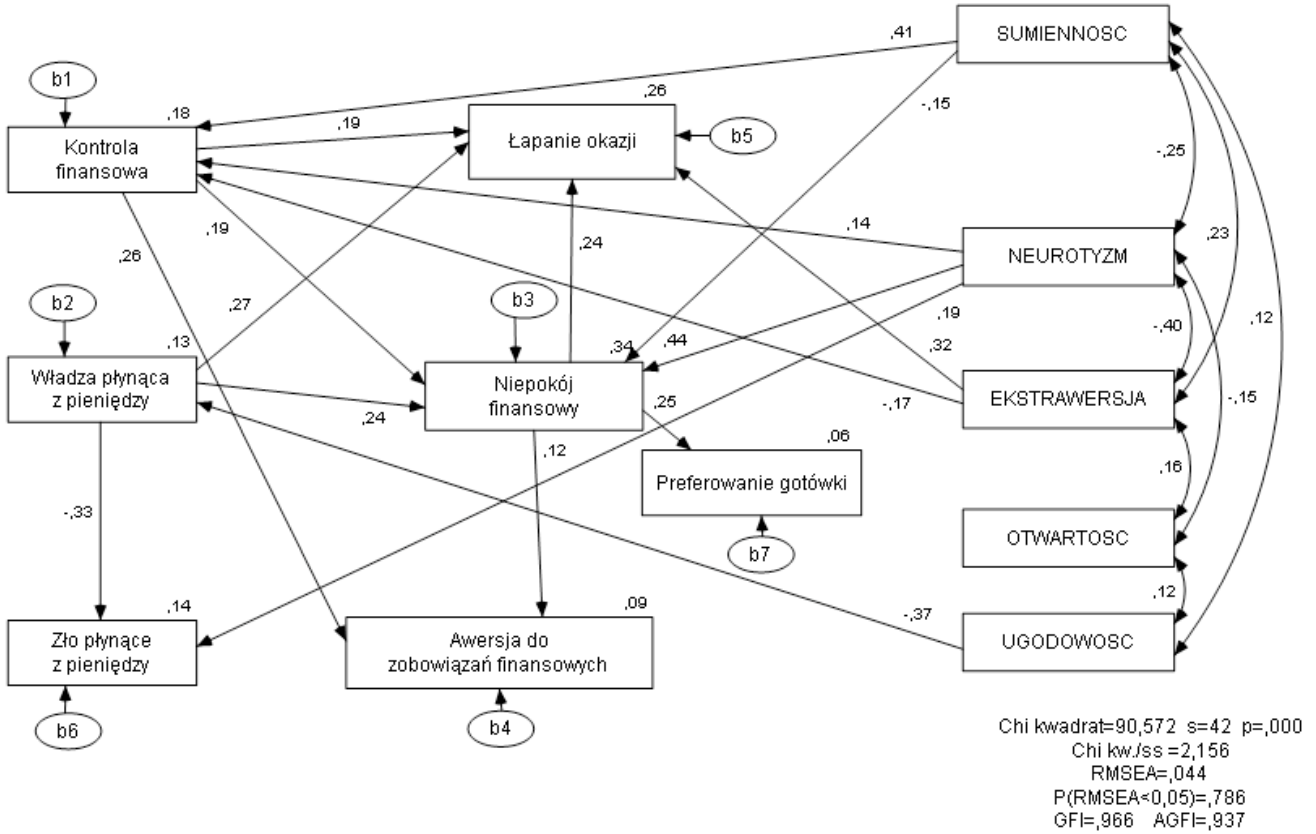 SUMIENNOSC
,41
b1
,18
,26
-,15
Kontrola
finansowa
,19
Łapanie okazji
b5
-,25
,19
,24
,14
,23
NEUROTYZM
,26
b2
,27
b3
,19
-,40
,12
,13
,34
,44
,32
Władza płynąca
z pieniędzy
Niepokój
finansowy
,24
,25
-,17
EKSTRAWERSJA
-,15
,12
,06
,16
Preferowanie gotówki
-,33
OTWARTOSC
b7
,12
,14
,09
-,37
Zło płynące
z pieniędzy
Awersja do
zobowiązań finansowych
UGODOWOSC
b6
b4
Chi kwadrat=90,572 s=42 p=,000
Chi kw./ss =2,156
RMSEA=,044
P(RMSEA<0,05)=,786
GFI=,966 AGFI=,937